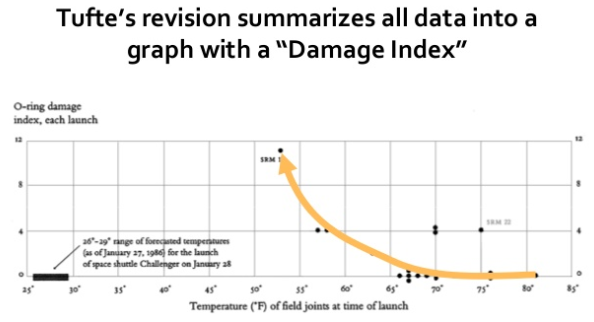 Tufte's revision summarizes all data into a
graph with a "Damage Index"
O-ring damage
index, each launch
12
12
SRM
8
8
SRM 22
4
4
26°–29° range of forecasted temperatures
(as of January 27, 1986) for the launch
of space shuttle Challenger on January 28
0
0
25° 30° 35° 40° 45° 50° 55° 60° 65° 70° 75° 80° 85°
Temperature (°F) of field joints at time of launch